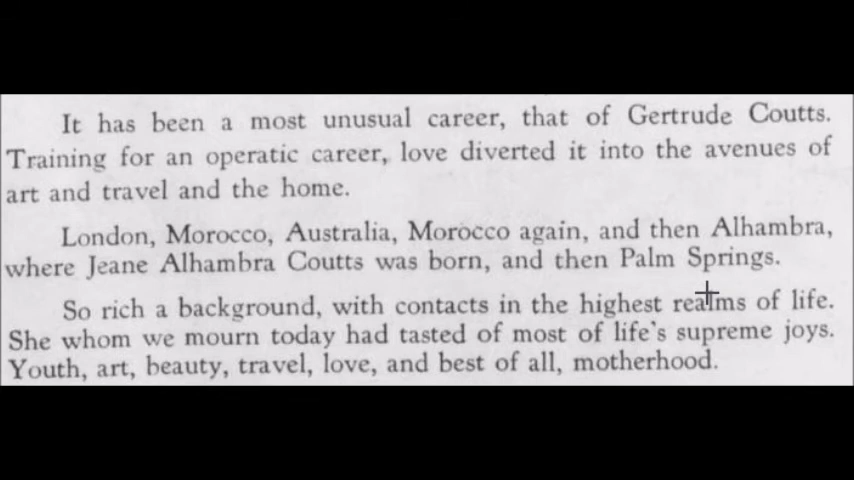 It has been a most unusual career, that of Gertrude Coutts.
Training for an operatic career, love diverted it into the avenues of
art and travel and the home.
London, Morocco, Australia, Morocco again, and then Alhambra,
where Jeane Alhambra Coutts was born, and then Palm Springs.
So rich a background, with contacts in the highest realms of life.
She whom we mourn today had tasted of most of life's supreme joys.
Youth, art, beauty, travel, love, and best of all, motherhood.